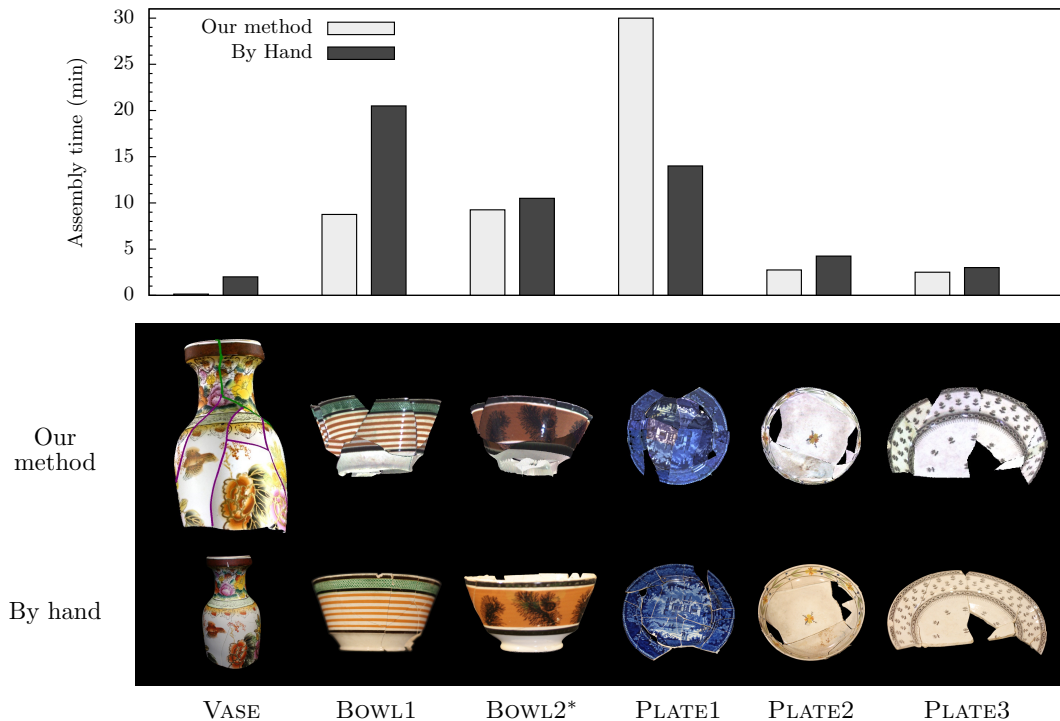 30
25
20
15
10
5
0
Assembly time (min)
Our method
By Hand
Our
method
By hand
VASE
BOWL1
BOWL2*
PLATE1
PLATE2
PLATE3